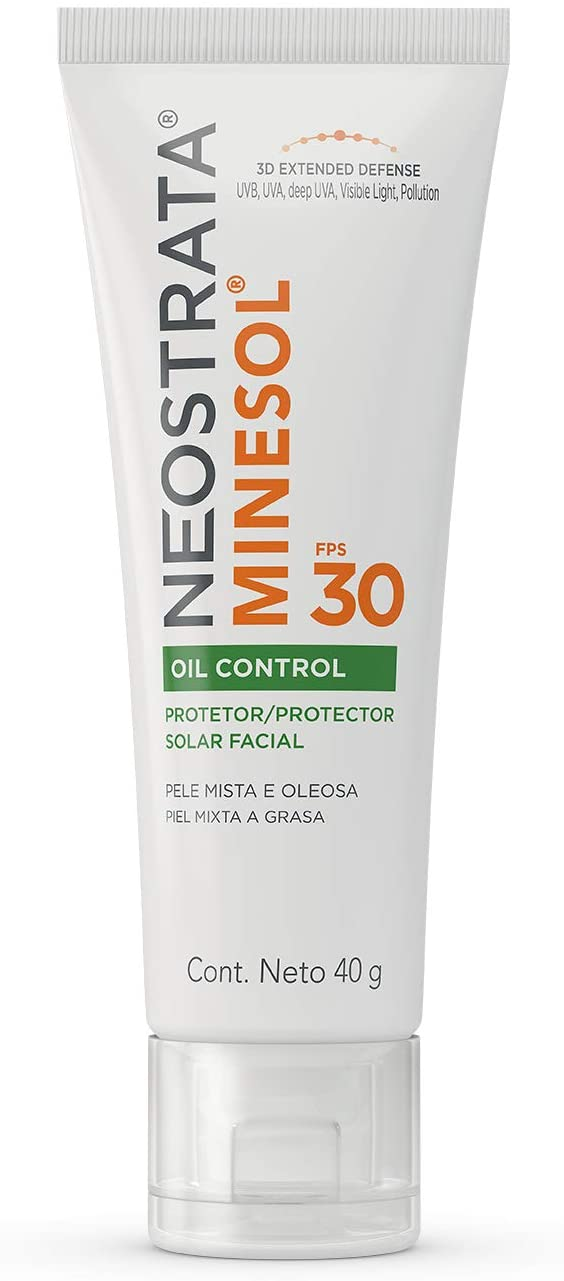 3D EXTENDED DEFENSE
UVB, UVA, deep UVA, Visible Light, Pollution
NEOSTRATA®
MINESOL®
FPS
30
OIL CONTROL
PROTETOR/PROTECTOR
SOLAR FACIAL
PELE MISTA E OLEOSA
PIEL MIXTA A GRASA
Cont. Neto 40 g